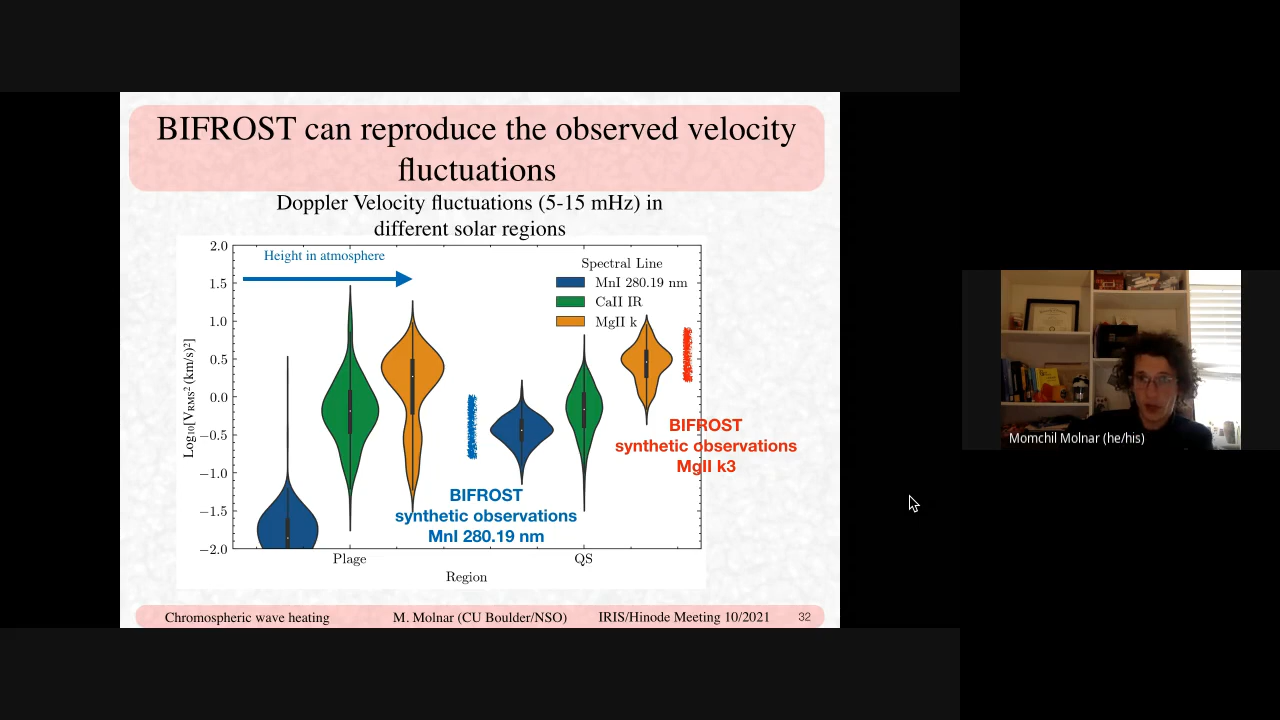 BIFROST can reproduce the observed velocity
fluctuations
Doppler Velocity fluctuations (5-15 mHz) in
different solar regions
Height in atmosphere
Spectral Line
MnI 280.19 nm
CaII IR
MgII k
Log₁₀[V_RMS² (km/s)²]
2.0
1.5
1.0
0.5
0.0
−0.5
−1.0
−1.5
−2.0
BIFROST
synthetic observations
MgII k3
BIFROST
synthetic observations
MnI 280.19 nm
Plage
QS
Region
Chromospheric wave heating
M. Molnar (CU Boulder/NSO)
IRIS/Hinode Meeting 10/2021
32
Momchil Molnar (he/his)